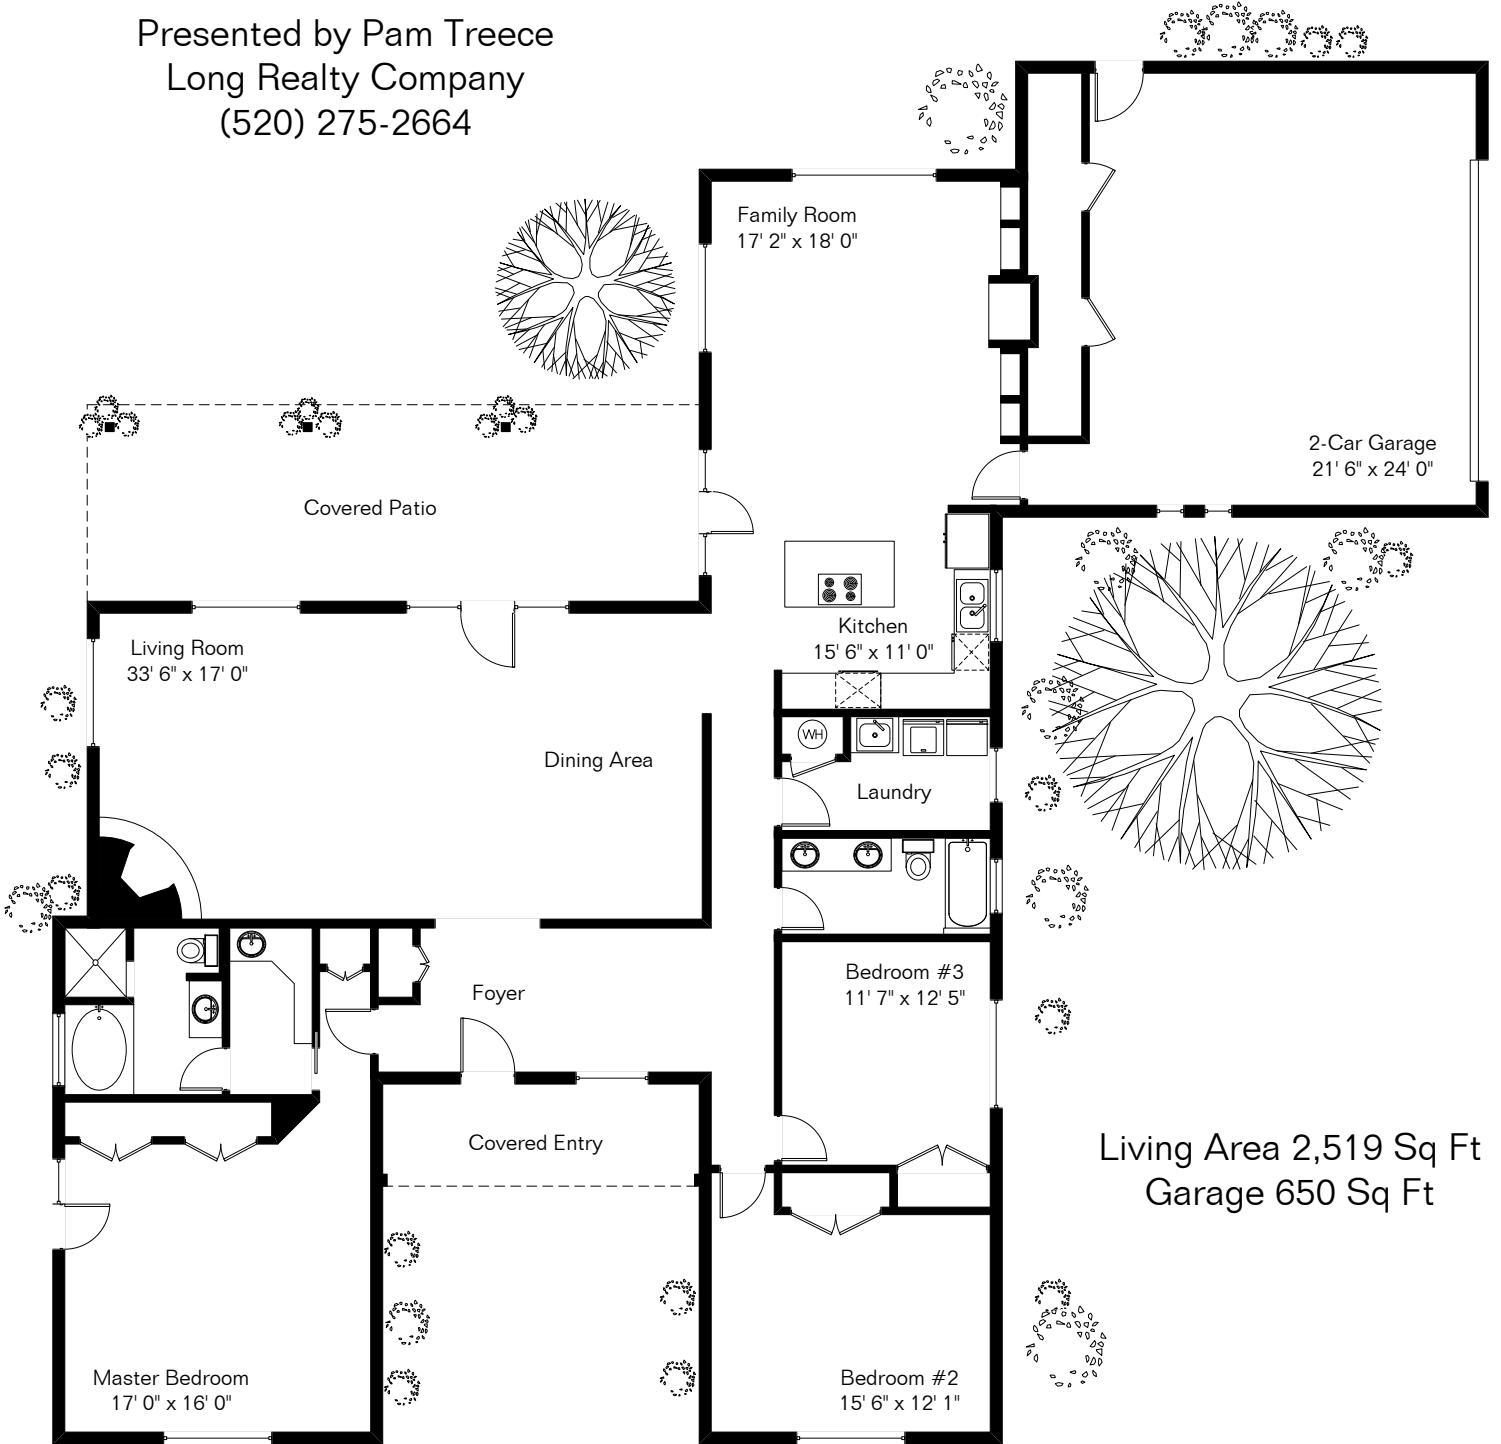 Presented by Pam Treece
Long Realty Company
(520) 275-2664
Family Room
17' 2" x 18' 0"
2-Car Garage
21' 6" x 24' 0"
Covered Patio
Kitchen
15' 6" x 11' 0"
Living Room
33' 6" x 17' 0"
Dining Area
WH
Laundry
Bedroom #3
11' 7" x 12' 5"
Foyer
Covered Entry
Living Area 2,519 Sq Ft
Garage 650 Sq Ft
Master Bedroom
17' 0" x 16' 0"
Bedroom #2
15' 6" x 12' 1"